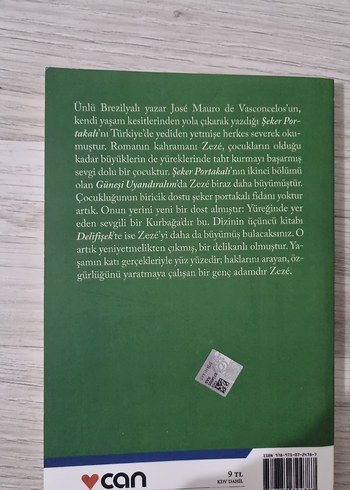 Ünlü Brezilyalı yazar José Mauro de Vasconcelos'un,
kendi yaşam kesitlerinden yola çıkarak yazdığı Şeker Por-
takalı'nı Türkiye'de yediden yetmişe herkes severek oku-
muştur. Romanın kahramanı Zezé, çocukların olduğu
kadar büyüklerin de yüreklerinde taht kurmayı başarmış
sevgi dolu bir çocuktur. Şeker Portakalı'nın ikinci bölümü
olan Güneşi Uyandıralım'da Zezé biraz daha büyümüştür.
Çocukluğunun biricik dostu şeker portakalı fidanı yoktur
artık. Onun yerini yeni bir dost almıştır: Yüreğinde yer
eden sevgili bir Kurbağa'dır bu. Dizinin üçüncü kitabı
Delifişek'te ise Zezé'yi daha da büyümüş bulacaksınız. O
artık yeniyetmelikten çıkmış, bir delikanlı olmuştur. Ya-
şamın katı gerçekleriyle yüz yüzedir; haklarını arayan, öz-
gürlüğünü yaratmaya çalışan bir genç adamdır Zezé.
can
9 TL
KDV DAHİL